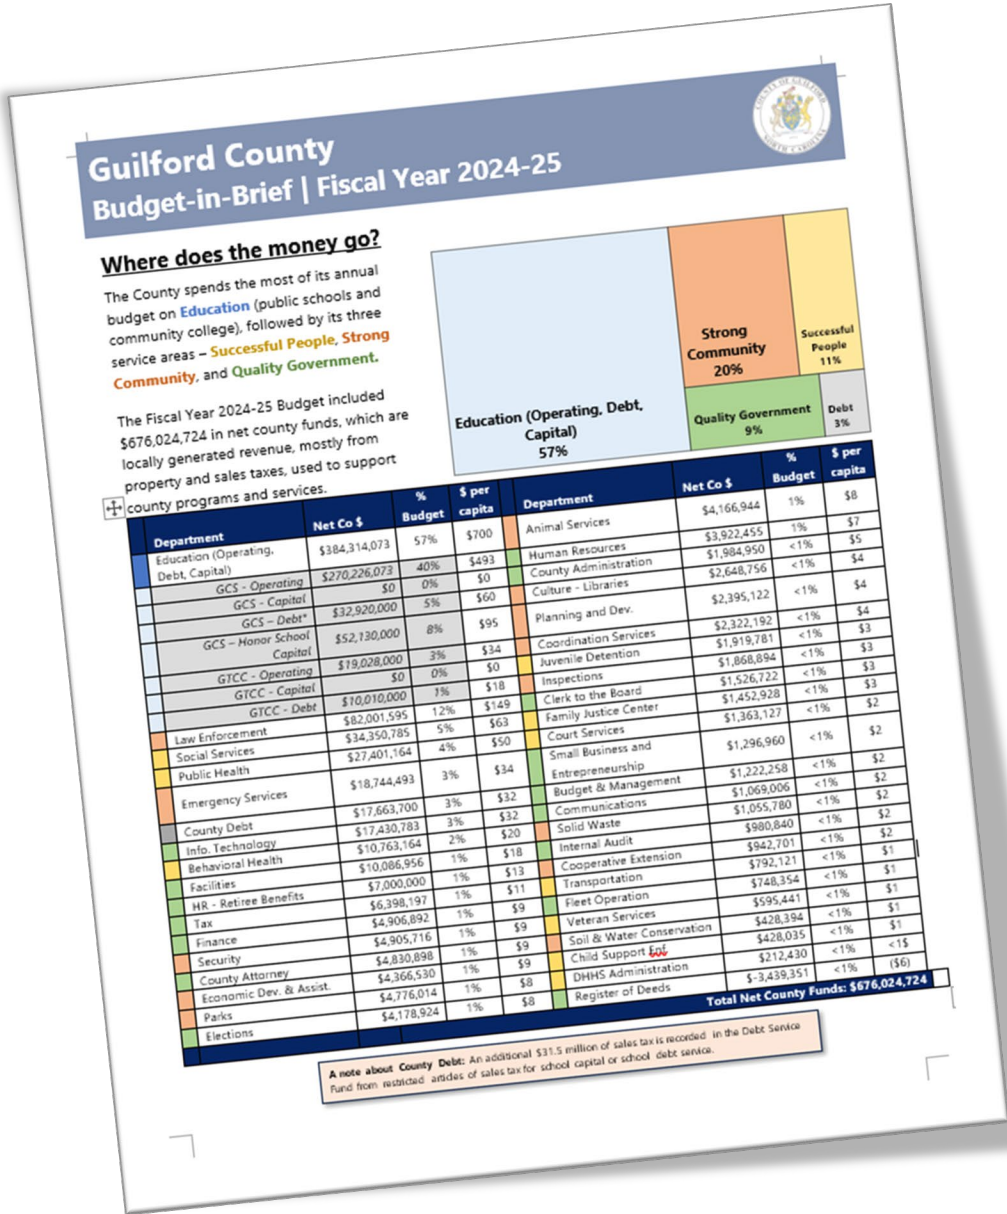 COUNTY OF GUILFORD
NORTH CAROLINA
Guilford County
Budget-in-Brief | Fiscal Year 2024-25
Where does the money go?
The County spends the most of its annual
budget on Education (public schools and
community college), followed by its three
service areas – Successful People, Strong
Community, and Quality Government.
The Fiscal Year 2024-25 Budget included
$676,024,724 in net county funds, which are
locally generated revenue, mostly from
property and sales taxes, used to support
county programs and services.
Education (Operating, Debt,
Capital)
57%
Strong
Community
20%
Successful
People
11%
Quality Government
9%
Debt
3%
Department Net Co $ % Budget $ per capita
Education (Operating, Debt, Capital) $384,314,073 57% $700
GCS - Operating $270,226,073 40% $493
GCS - Capital $0 0% $0
GCS – Debt* $32,920,000 5% $60
GCS – Honor School Capital $52,130,000 8% $95
GTCC - Operating $19,028,000 3% $34
GTCC - Capital $0 0% $0
GTCC - Debt $10,010,000 1% $18
Law Enforcement $82,001,595 12% $149
Social Services $34,350,785 5% $63
Public Health $27,401,164 4% $50
Emergency Services $18,744,493 3% $34
County Debt $17,663,700 3% $32
Info. Technology $17,430,783 3% $32
Behavioral Health $10,763,164 2% $20
Facilities $10,086,956 1% $18
HR - Retiree Benefits $7,000,000 1% $13
Tax $6,398,197 1% $11
Finance $4,906,892 1% $9
Security $4,905,716 1% $9
County Attorney $4,830,898 1% $9
Economic Dev. & Assist. $4,366,530 1% $9
Parks $4,776,014 1% $8
Elections $4,178,924 1% $8
Department Net Co $ % Budget $ per capita
Animal Services $4,166,944 1% $8
Human Resources $3,922,455 1% $7
County Administration $1,984,950 <1% $5
Culture - Libraries $2,648,756 <1% $4
Planning and Dev. $2,395,122 <1% $4
Coordination Services $2,322,192 <1% $4
Juvenile Detention $1,919,781 <1% $3
Inspections $1,868,894 <1% $3
Clerk to the Board $1,526,722 <1% $3
Family Justice Center $1,452,928 <1% $3
Court Services $1,363,127 <1% $2
Small Business and Entrepreneurship $1,296,960 <1% $2
Budget & Management $1,222,258 <1% $2
Communications $1,069,006 <1% $2
Solid Waste $1,055,780 <1% $2
Internal Audit $980,840 <1% $2
Cooperative Extension $942,701 <1% $2
Transportation $792,121 <1% $1
Fleet Operation $748,354 <1% $1
Veteran Services $595,441 <1% $1
Soil & Water Conservation $428,394 <1% $1
Child Support Enf $428,035 <1% $1
DHHS Administration $212,430 <1% <1$
Register of Deeds $-3,439,351 <1% ($6)
Total Net County Funds: $676,024,724
A note about County Debt: An additional $31.5 million of sales tax is recorded in the Debt Service
Fund from restricted articles of sales tax for school capital or school debt service.